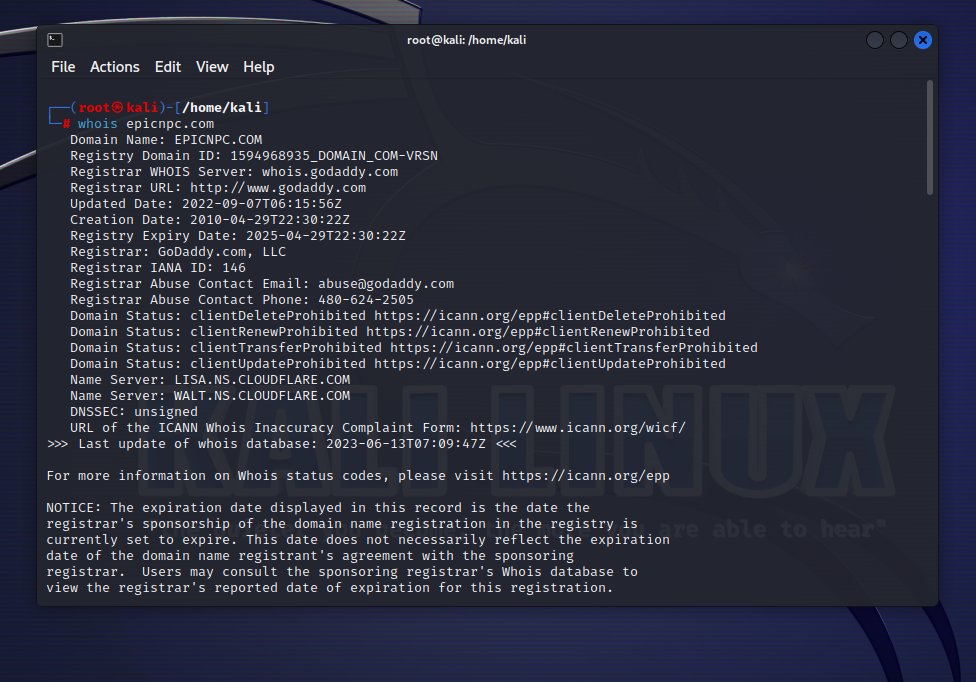 root@kali: /home/kali
File Actions Edit View Help
┌──(root㉿kali)-[/home/kali]
└─# whois epicnpc.com
Domain Name: EPICNPC.COM
Registry Domain ID: 1594968935_DOMAIN_COM-VRSN
Registrar WHOIS Server: whois.godaddy.com
Registrar URL: http://www.godaddy.com
Updated Date: 2022-09-07T06:15:56Z
Creation Date: 2010-04-29T22:30:22Z
Registry Expiry Date: 2025-04-29T22:30:22Z
Registrar: GoDaddy.com, LLC
Registrar IANA ID: 146
Registrar Abuse Contact Email: abuse@godaddy.com
Registrar Abuse Contact Phone: 480-624-2505
Domain Status: clientDeleteProhibited https://icann.org/epp#clientDeleteProhibited
Domain Status: clientRenewProhibited https://icann.org/epp#clientRenewProhibited
Domain Status: clientTransferProhibited https://icann.org/epp#clientTransferProhibited
Domain Status: clientUpdateProhibited https://icann.org/epp#clientUpdateProhibited
Name Server: LISA.NS.CLOUDFLARE.COM
Name Server: WALT.NS.CLOUDFLARE.COM
DNSSEC: unsigned
URL of the ICANN Whois Inaccuracy Complaint Form: https://www.icann.org/wicf/
>>> Last update of whois database: 2023-06-13T07:09:47Z <<<
For more information on Whois status codes, please visit https://icann.org/epp
NOTICE: The expiration date displayed in this record is the date the
registrar's sponsorship of the domain name registration in the registry is
currently set to expire. This date does not necessarily reflect the expiration
date of the domain name registrant's agreement with the sponsoring
registrar.  Users may consult the sponsoring registrar's Whois database to
view the registrar's reported date of expiration for this registration.
KALI LINUX
are able to hear"